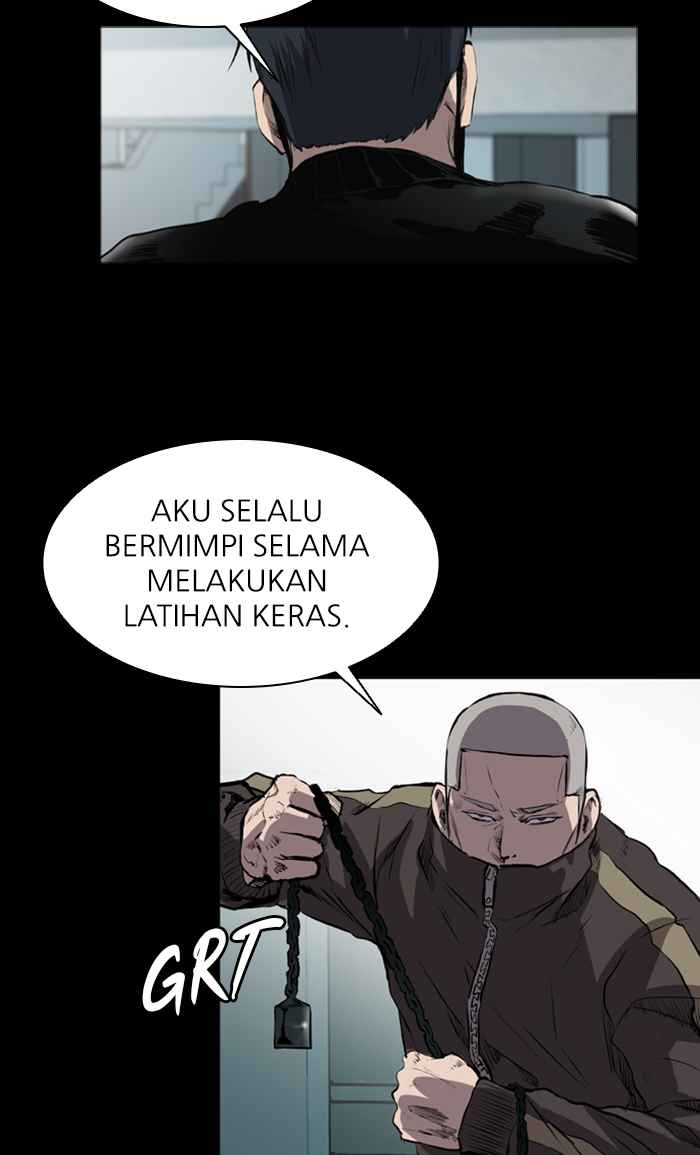 AKU SELALU
BERMIMPI SELAMA
MELAKUKAN
LATIHAN KERAS.
GRT